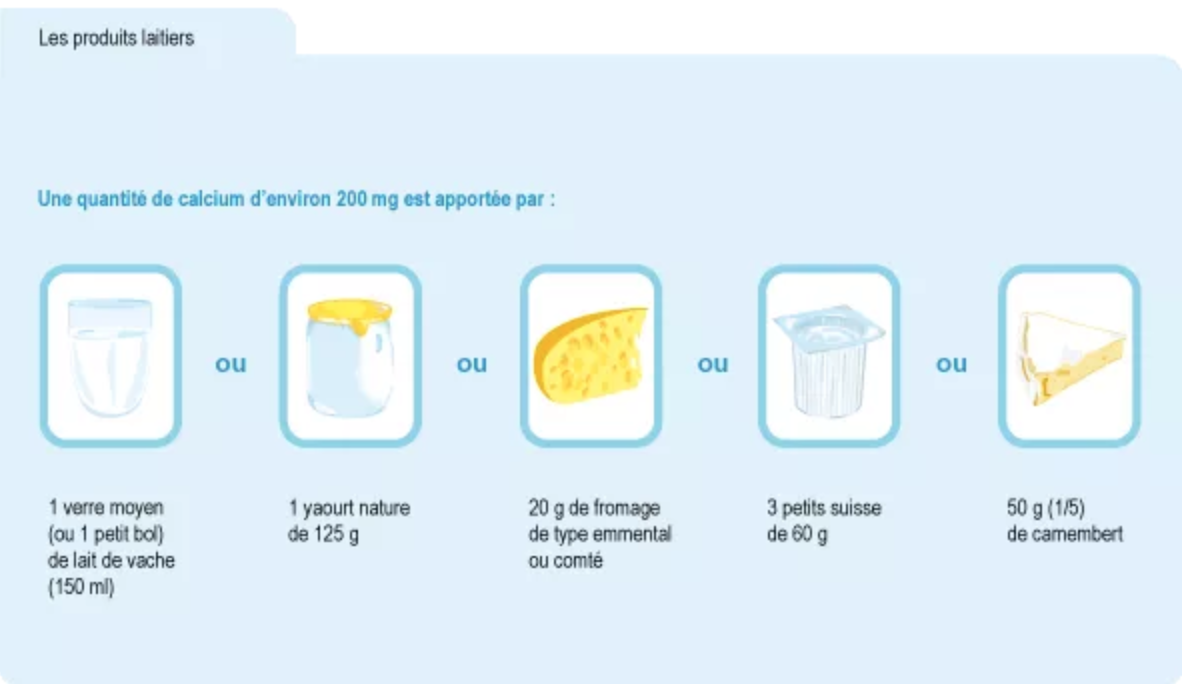 Les produits laitiers
Une quantité de calcium d'environ 200 mg est apportée par :
ou
ou
ou
ou
1 verre moyen
(ou 1 petit bol)
de lait de vache
(150 ml)
1 yaourt nature
de 125 g
20 g de fromage
de type emmental
ou comté
3 petits suisse
de 60 g
50 g (1/5)
de camembert